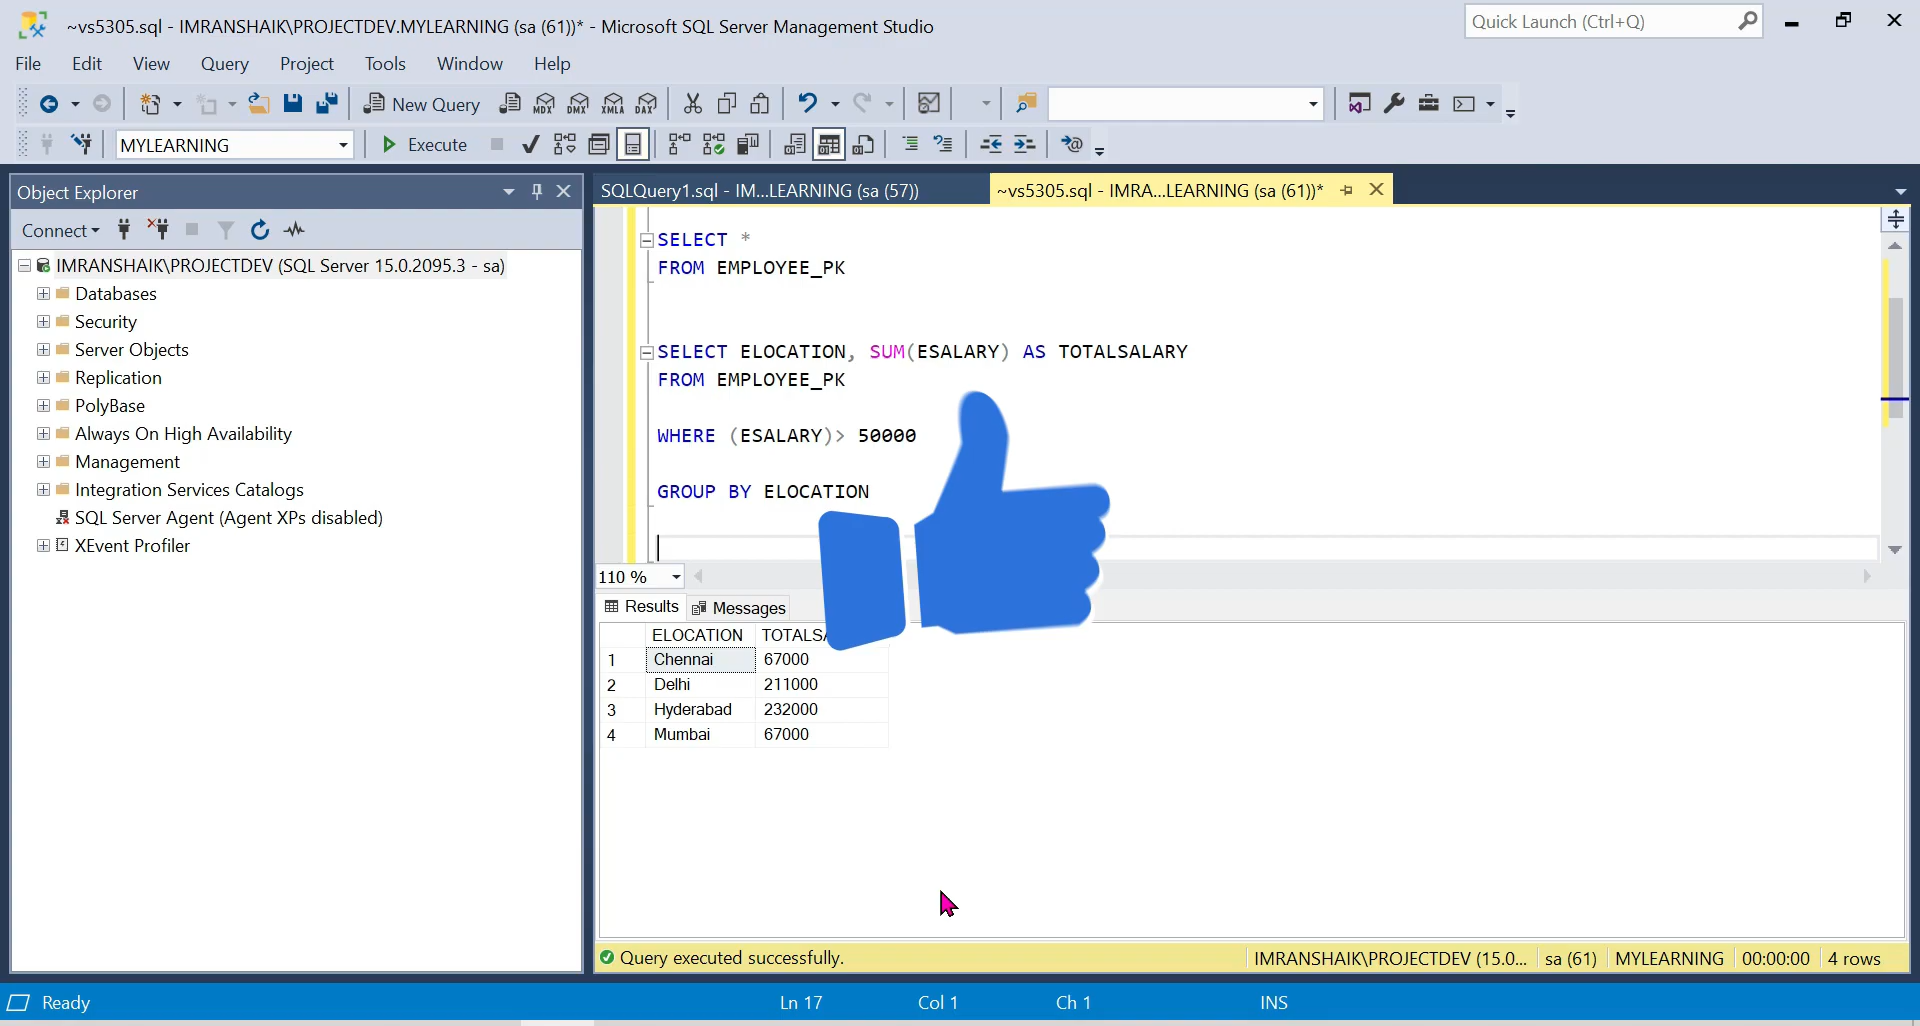 ~vs5305.sql - IMRANSHAIK\PROJECTDEV.MYLEARNING (sa (61))* - Microsoft SQL Server Management Studio
Quick Launch (Ctrl+Q)
File Edit View Query Project Tools Window Help
New Query MDX DMX XMLA DAX
MYLEARNING Execute
Object Explorer
Connect
IMRANSHAIK\PROJECTDEV (SQL Server 15.0.2095.3 - sa)
Databases
Security
Server Objects
Replication
PolyBase
Always On High Availability
Management
Integration Services Catalogs
SQL Server Agent (Agent XPs disabled)
XEvent Profiler
SQLQuery1.sql - IM...LEARNING (sa (57)) ~vs5305.sql - IMRA...LEARNING (sa (61))*
SELECT *
FROM EMPLOYEE_PK
SELECT ELOCATION, SUM(ESALARY) AS TOTALSALARY
FROM EMPLOYEE_PK
WHERE (ESALARY)> 50000
GROUP BY ELOCATION
110 %
Results Messages
ELOCATION TOTALSA
1 Chennai 67000
2 Delhi 211000
3 Hyderabad 232000
4 Mumbai 67000
Query executed successfully. IMRANSHAIK\PROJECTDEV (15.0... sa (61) MYLEARNING 00:00:00 4 rows
Ready Ln 17 Col 1 Ch 1 INS